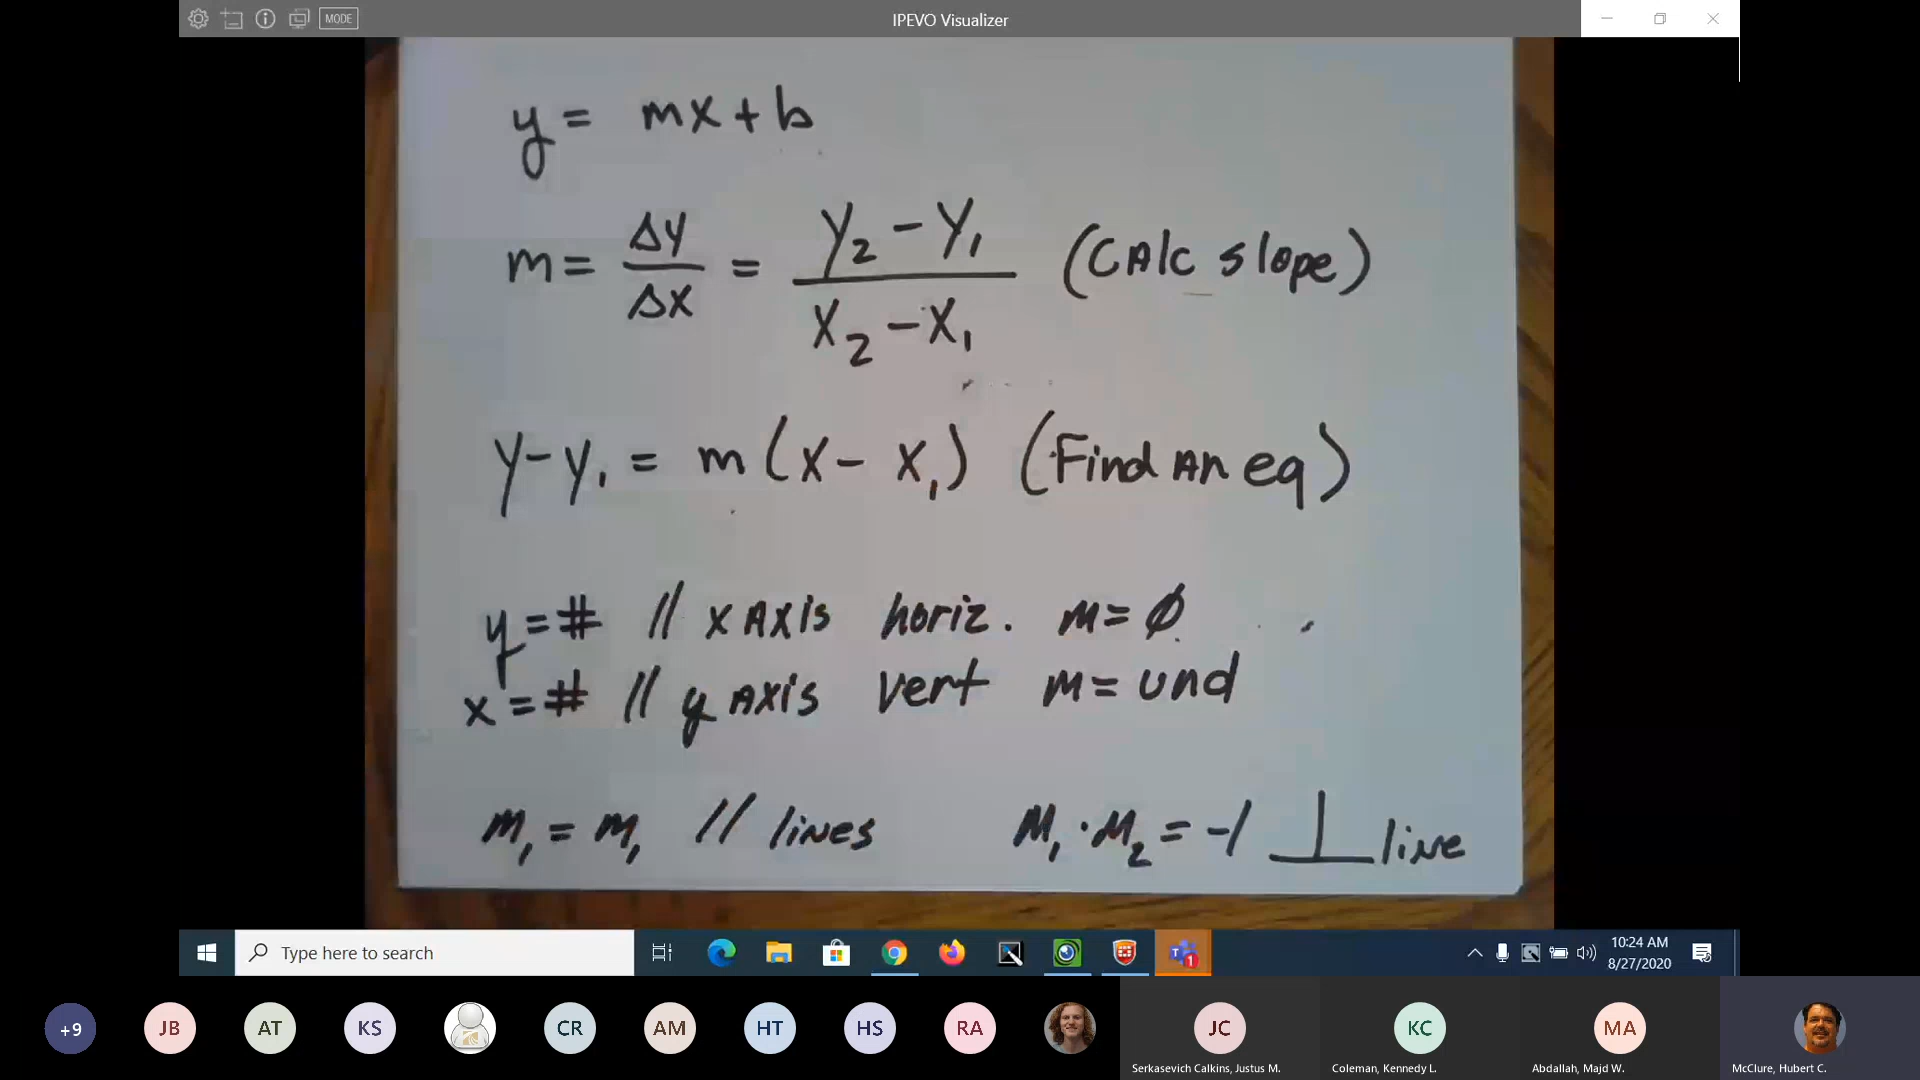 MODE
IPEVO Visualizer
y = mx + b
m = Δy/Δx = (y₂ - y₁)/(x₂ - x₁) (CAlc slope)
y - y₁ = m(x - x₁) (Find An eq)
y = # // x Axis horiz. m = ∅
x = # // y Axis vert m = und
m₁ = m₁ // lines M₁ · M₂ = -1 ⊥ line
Type here to search
1
10:24 AM
8/27/2020
+9 JB AT KS CR AM HT HS RA JC KC MA
Serkasevich Calkins, Justus M. Coleman, Kennedy L. Abdallah, Majd W. McClure, Hubert C.